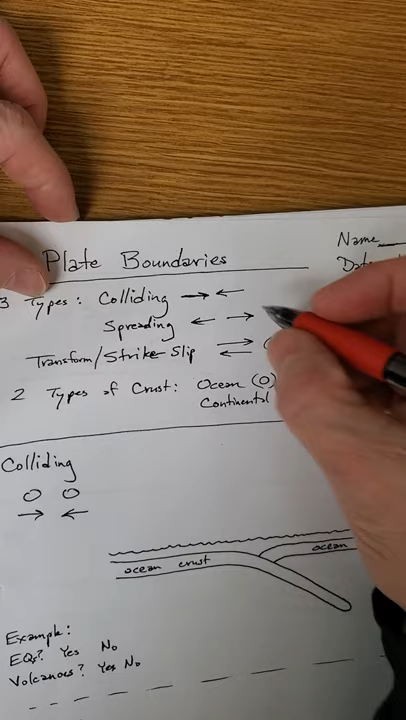 Name
Plate Boundaries
3 Types: Colliding → ←
Spreading ← →
Transform/Strike-Slip → ←
2 Types of Crust: Ocean (O)
Continental
Colliding
O O
→ ←
ocean crust
ocean
Example:
EQs? Yes No
Volcanoes? Yes No